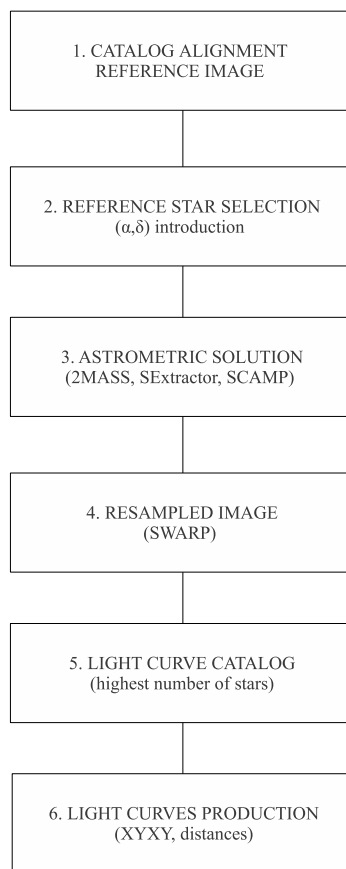 1. CATALOG ALIGNMENT
REFERENCE IMAGE
2. REFERENCE STAR SELECTION
(α,δ) introduction
3. ASTROMETRIC SOLUTION
(2MASS, SExtractor, SCAMP)
4. RESAMPLED IMAGE
(SWARP)
5. LIGHT CURVE CATALOG
(highest number of stars)
6. LIGHT CURVES PRODUCTION
(XYXY, distances)